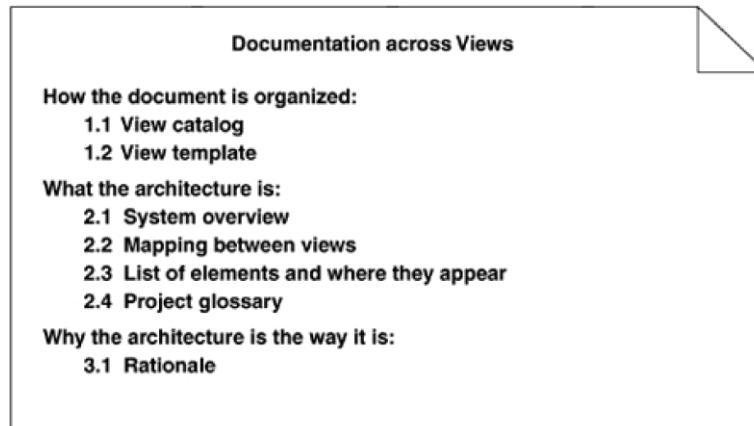 Documentation across Views
How the document is organized:
1.1 View catalog
1.2 View template
What the architecture is:
2.1 System overview
2.2 Mapping between views
2.3 List of elements and where they appear
2.4 Project glossary
Why the architecture is the way it is:
3.1 Rationale